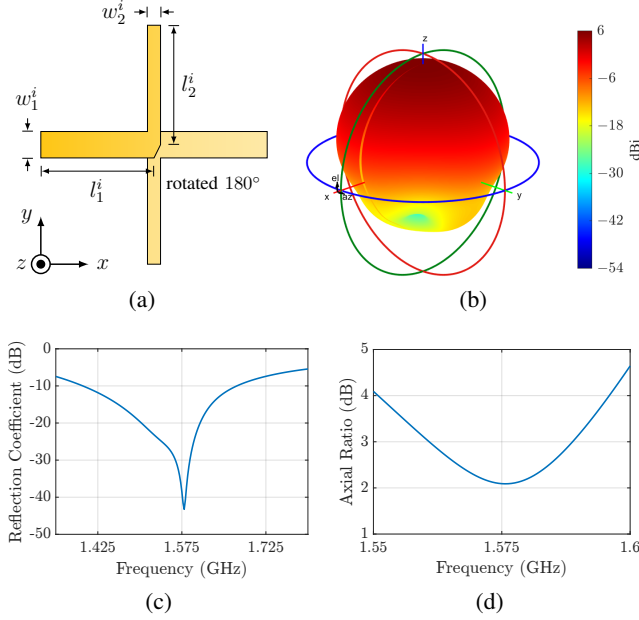 w_2^i
w_1^i
l_2^i
l_1^i
rotated 180°
y
z
x
(a)
z
el
x
az
y
6
-6
-18
-30
-42
-54
dBi
(b)
Reflection Coefficient (dB)
0
-10
-20
-30
-40
-50
1.425
1.575
1.725
Frequency (GHz)
(c)
Axial Ratio (dB)
5
4
3
2
1
1.55
1.575
1.6
Frequency (GHz)
(d)